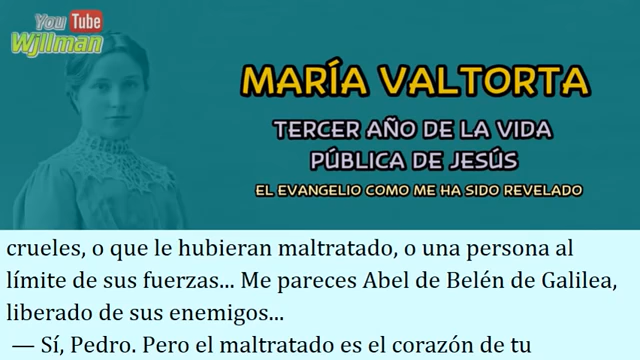 You Tube
Wjllman
MARÍA VALTORTA
TERCER AÑO DE LA VIDA
PÚBLICA DE JESÚS
EL EVANGELIO COMO ME HA SIDO REVELADO
crueles, o que le hubieran maltratado, o una persona al
límite de sus fuerzas... Me pareces Abel de Belén de Galilea,
liberado de sus enemigos...
— Sí, Pedro. Pero el maltratado es el corazón de tu